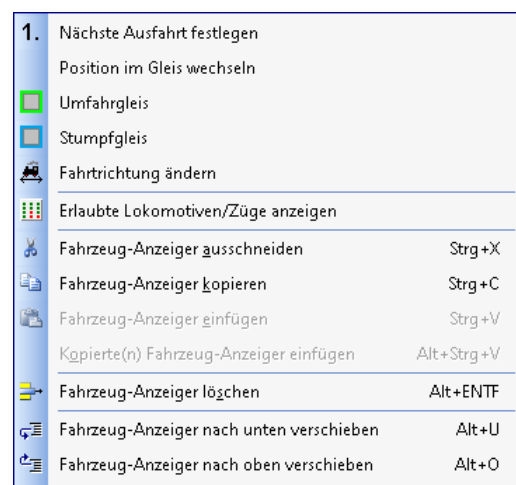 1. Nächste Ausfahrt festlegen
Position im Gleis wechseln
Umfahrgleis
Stumpfgleis
Fahrtrichtung ändern
Erlaubte Lokomotiven/Züge anzeigen
Fahrzeug-Anzeiger ausschneiden Strg+X
Fahrzeug-Anzeiger kopieren Strg+C
Fahrzeug-Anzeiger einfügen Strg+V
Kopierte(n) Fahrzeug-Anzeiger einfügen Alt+Strg+V
Fahrzeug-Anzeiger löschen Alt+ENTF
Fahrzeug-Anzeiger nach unten verschieben Alt+U
Fahrzeug-Anzeiger nach oben verschieben Alt+O